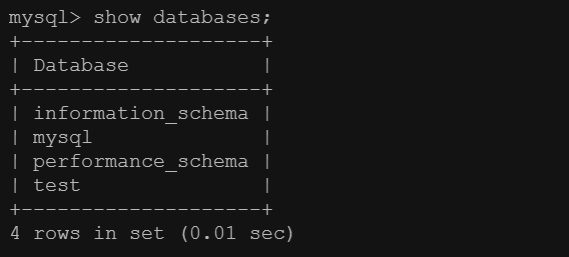 mysql> show databases;
+--------------------+
| Database           |
+--------------------+
| information_schema |
| mysql              |
| performance_schema |
| test               |
+--------------------+
4 rows in set (0.01 sec)